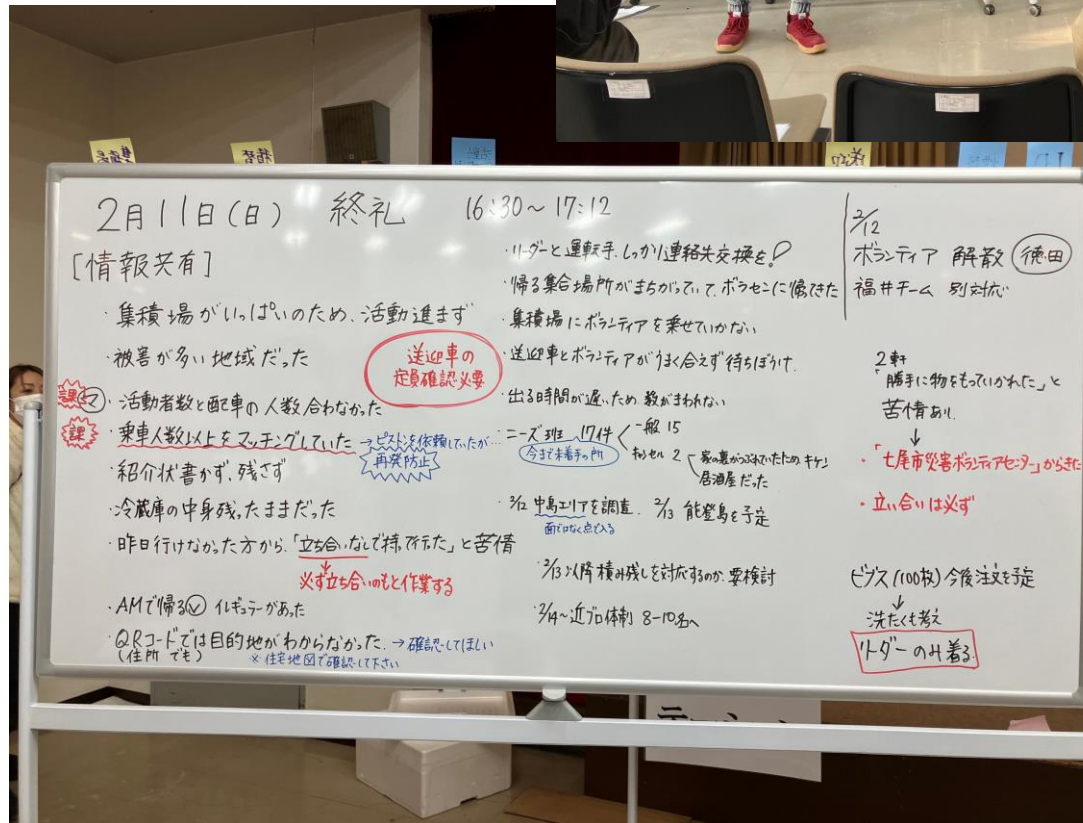 2月11日(日) 終礼 16:30~17:12
[情報共有]
・集積場がいっぱいのため、活動進まず
・被害が多い地域だった
送迎車の
定員確認必要
課 マ ・活動者数と配車の人数合わなかった
課 ・乗車人数以上をマッチングしていた →ピストンを依頼していたが…
再発防止
・紹介状書かず、残さず
・冷蔵庫の中身残ったままだった
・昨日行けなかった方から、「立ち合いなしで持って行った」と苦情
↓
必ず立ち合いのもと作業する
・AMで帰る Ⓥ イレギュラーがあった
・QRコードでは目的地がわからなかった. →確認してほしい
(住所でも)
※住宅地図で確認して下さい
・リーダーと運転手、しっかり連絡先交換を!
・帰る集合場所がまちがっていて、ボラセンに帰ってきた
・集積場にボランティアを乗せていかない
・送迎車とボランティアがうまく合えず待ちぼうけ.
・出る時間が遅いため、数がまわれない
・ニーズ班 17件
一般 15
キャンセル 2
家の裏がつぶれていたため、キケン
居酒屋だった
今まで未着手の所
・2/12 中島エリアを調査. 2/13 能登島を予定
面ではなく点で入る
・2/13以降積み残しを対応するのか、要検討
・2/14~近プロ体制 8-10名へ
2/12
ボランティア 解散 徳田
福井チーム 別対応
2軒
「勝手に物をもっていかれた」と
苦情あり.
↓
・「七尾市災害ボランティアセンター」からきた
・立い合いは必ず
ビブス(100枚)今後注文を予定
↓
洗たくも考え
リーダーのみ着る.